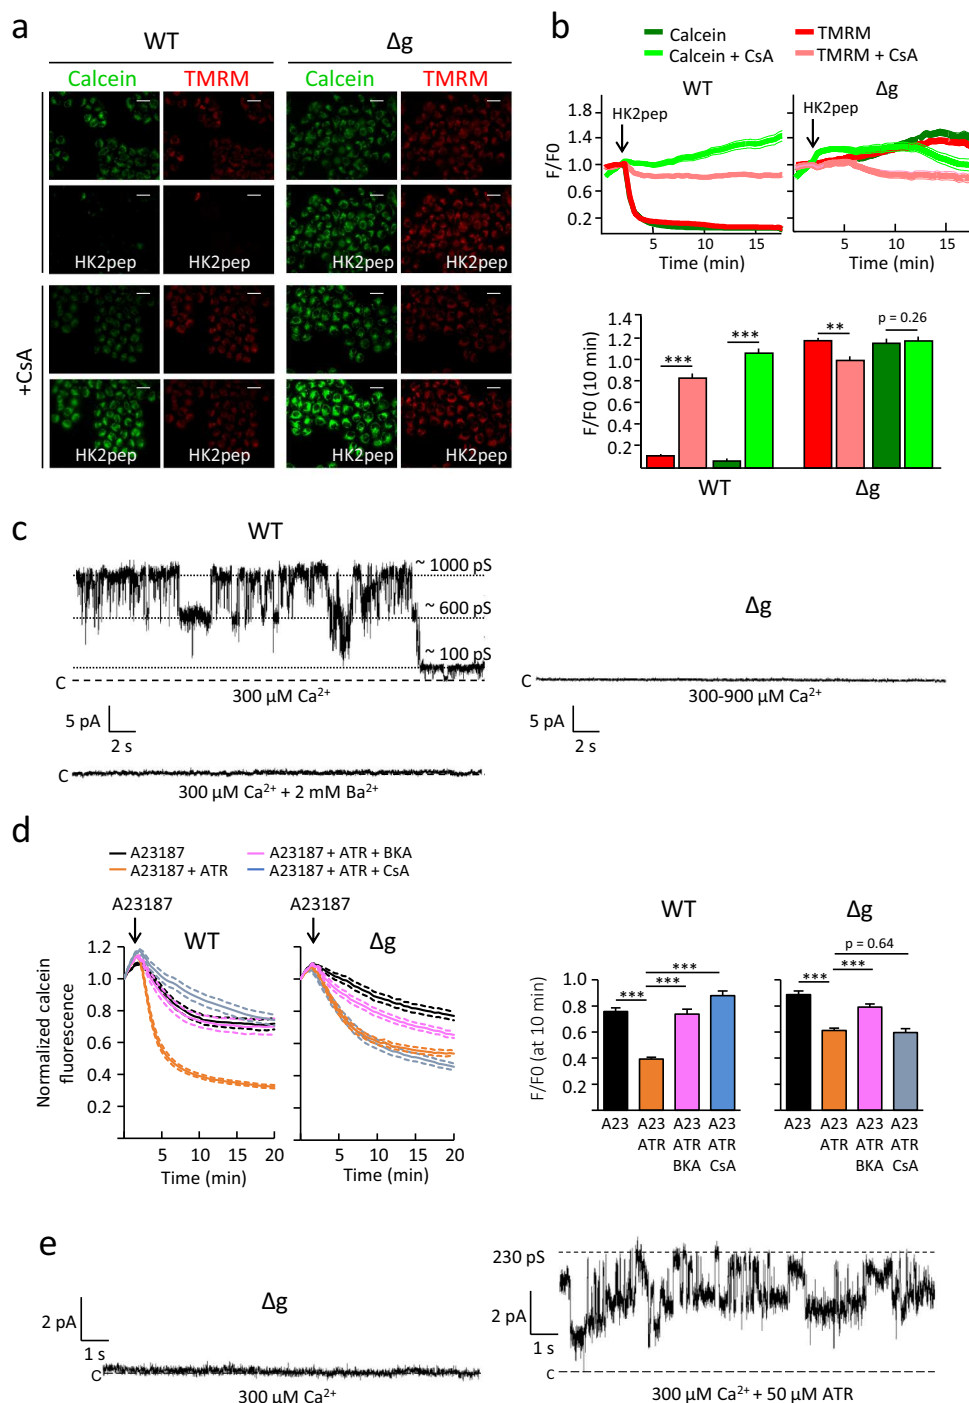 a
WT
Δg
Calcein
TMRM
Calcein
TMRM
HK2pep
HK2pep
HK2pep
HK2pep
+CsA
HK2pep
HK2pep
HK2pep
HK2pep
b
Calcein
TMRM
Calcein + CsA
TMRM + CsA
WT
Δg
HK2pep
HK2pep
F/F0
1.8
1.4
1.0
0.6
0.2
5
10
15
Time (min)
5
10
15
Time (min)
F/F0 (10 min)
1.4
1.2
1.0
0.8
0.6
0.4
0.2
***
***
**
p = 0.26
WT
Δg
c
WT
~ 1000 pS
~ 600 pS
~ 100 pS
C
300 µM Ca²⁺
5 pA
2 s
C
300 µM Ca²⁺ + 2 mM Ba²⁺
Δg
C
300-900 µM Ca²⁺
5 pA
2 s
d
A23187
A23187 + ATR + BKA
A23187 + ATR
A23187 + ATR + CsA
A23187
A23187
WT
Δg
Normalized calcein
fluorescence
1.2
1.0
0.8
0.6
0.4
0.2
5
10
15
20
Time (min)
5
10
15
20
Time (min)
WT
Δg
F/F0 (at 10 min)
1.0
0.8
0.6
0.4
0.2
***
***
***
***
***
p = 0.64
A23
A23
ATR
A23
ATR
BKA
A23
ATR
CsA
A23
A23
ATR
A23
ATR
BKA
A23
ATR
CsA
e
2 pA
1 s
Δg
C
300 µM Ca²⁺
230 pS
2 pA
1 s
C
300 µM Ca²⁺ + 50 µM ATR